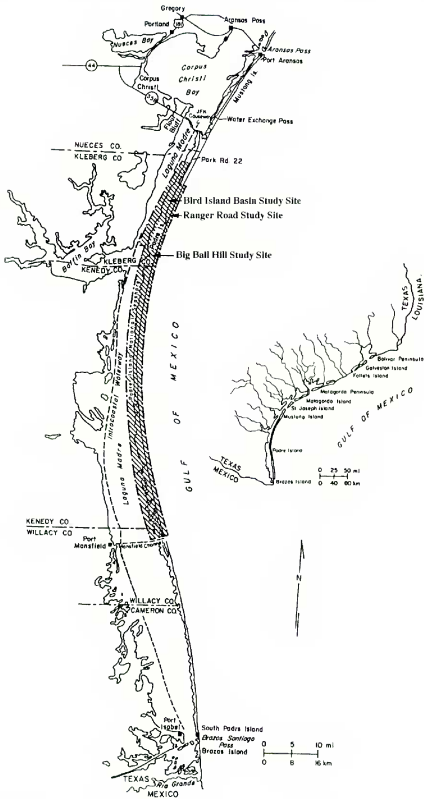 Gregory
Portland
181
Aransas Pass
Nueces Bay
Aransas Pass
Port Aransas
44
Corpus
Christi
Bay
Corpus
Christi
Mustang Is.
JFK
Causeway
Water Exchange Pass
Flour
Bluff
Laguna Madre
NUECES CO.
KLEBERG CO
Park Rd. 22
Bird Island Basin Study Site
Ranger Road Study Site
Baffin Bay
Big Ball Hill Study Site
KLEBERG
KENEDY CO.
TEXAS
LOUISIANA
Bolivar Peninsula
Galveston Island
Follets Island
Matagorda Peninsula
Matagorda Island
St Joseph Island
Mustang Island
Padre Island
GULF OF MEXICO
TEXAS
MEXICO
Brazos Island
0 25 50 mi
0 40 80 km
Intracoastal Waterway
GULF OF MEXICO
Laguna Madre
KENEDY CO
WILLACY CO
Port
Mansfield
Mansfield Channel
N
WILLACY CO
CAMERON CO.
Port
Isabel
South Padre Island
Brazos Santiago
Pass
Brazos Island
0 5 10 mi
0 8 16 km
TEXAS
MEXICO
Rio Grande